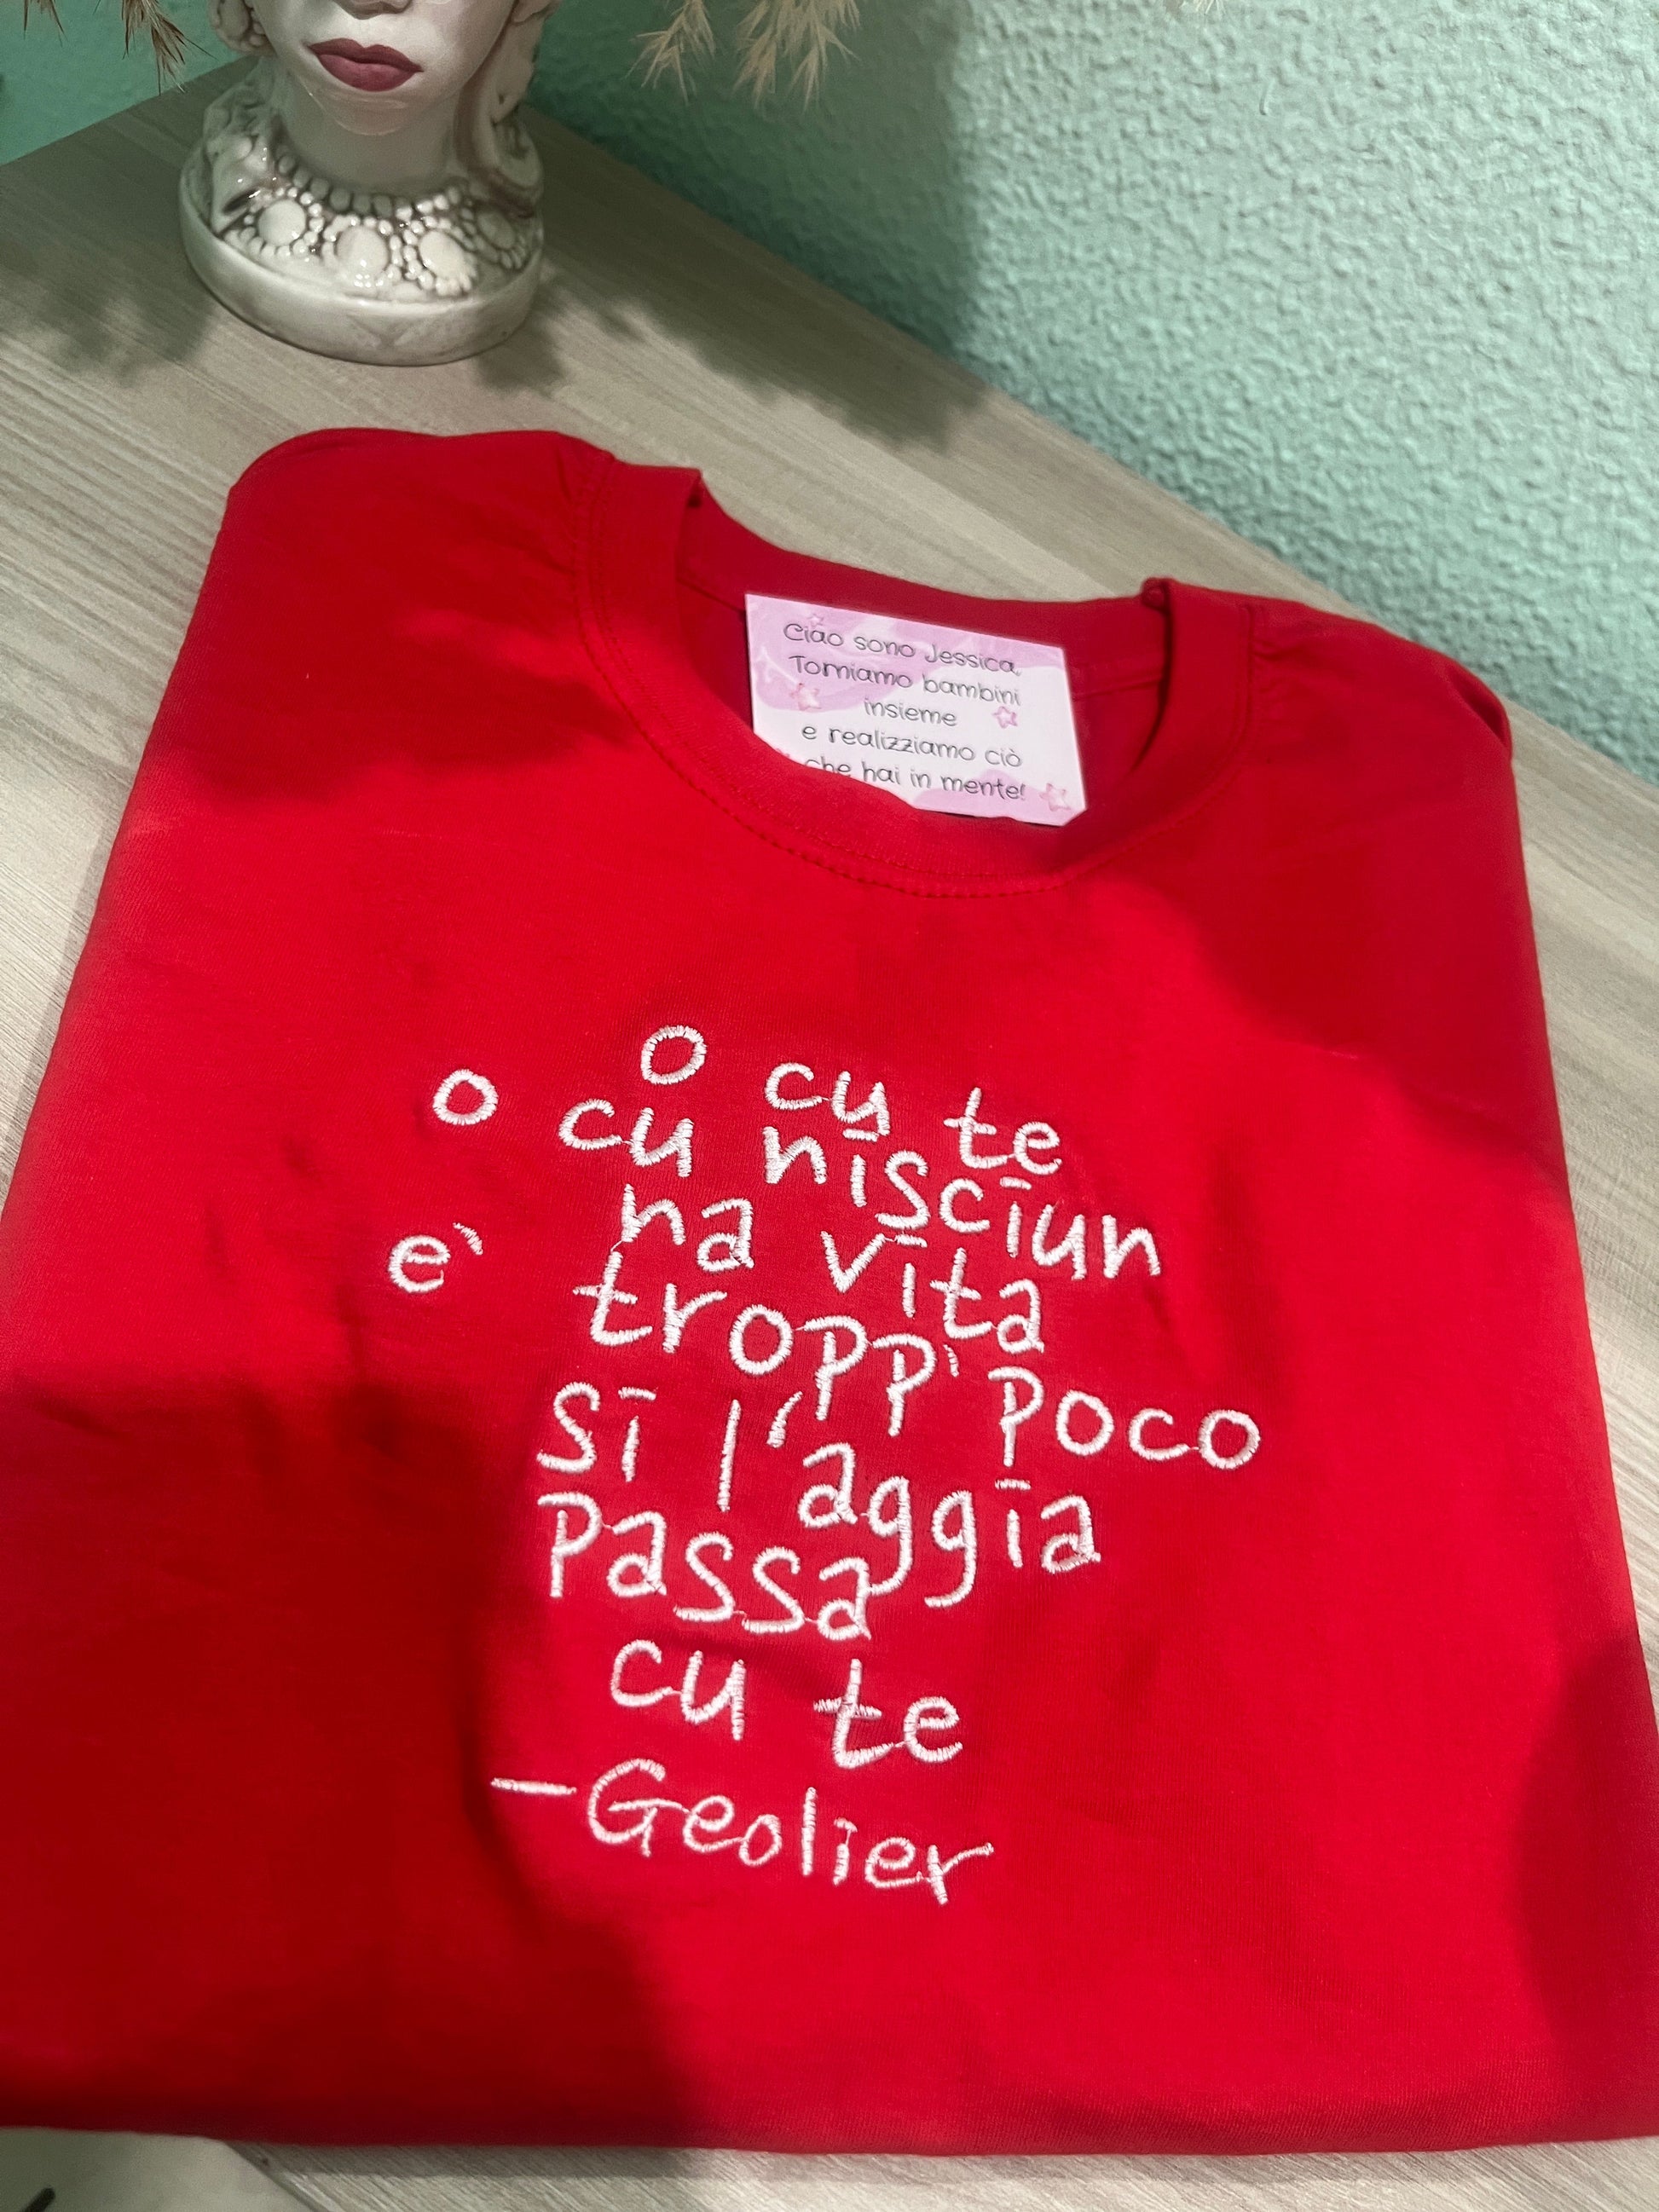 Ciao sono Jessica
Torniamo bambini
insieme
e realizziamo ciò
che hai in mente!
O cu te
o cu nisciun
na vita
e` tropp' poco
si l'aggia
passa
cu te
-Geolier